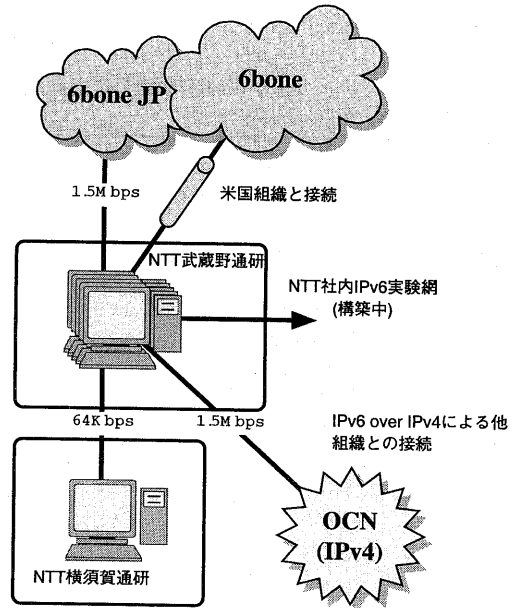 6bone JP
6bone
1.5M bps
米国組織と接続
NTT武蔵野通研
NTT社内IPv6実験網
(構築中)
64K bps
1.5M bps
IPv6 over IPv4による他
組織との接続
OCN
(IPv4)
NTT横須賀通研